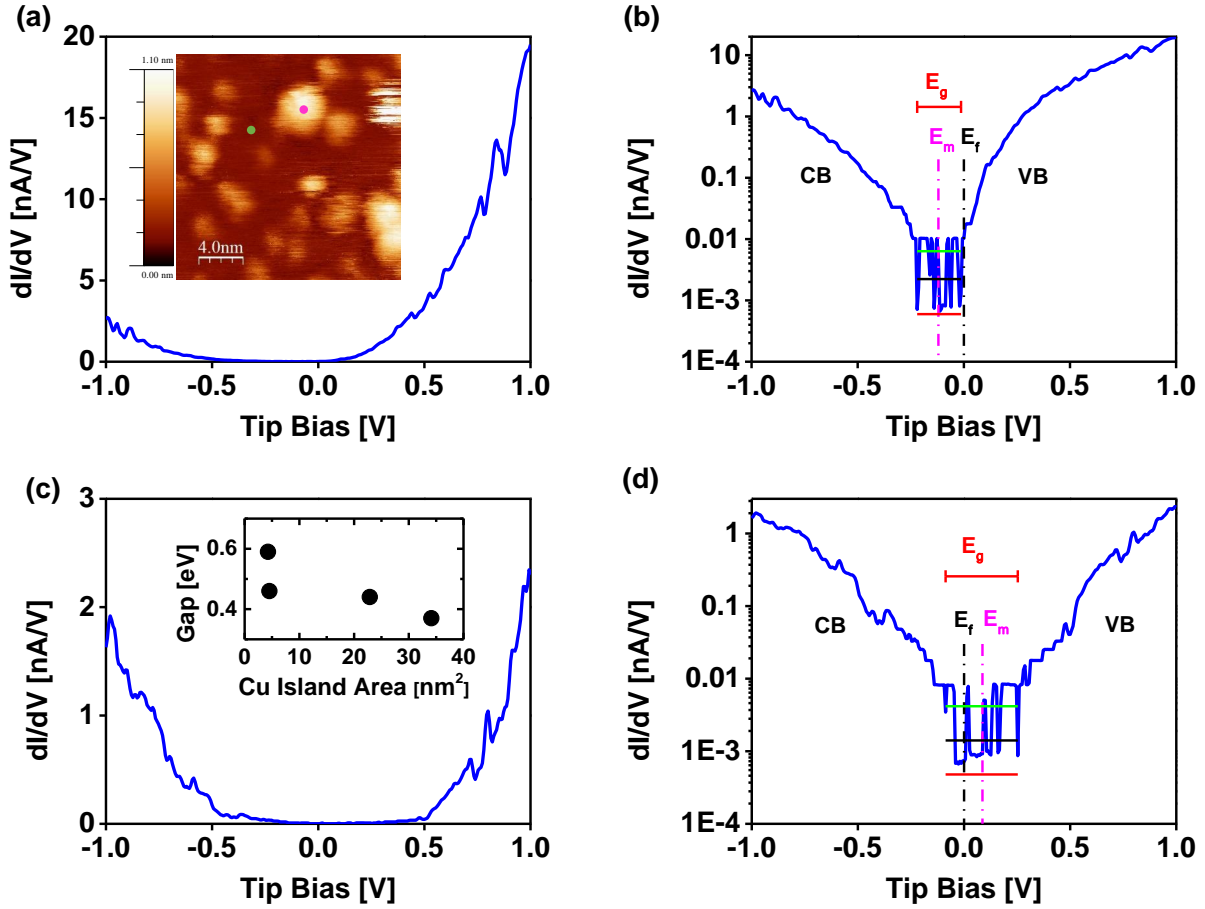 (a)
20
15
10
5
0
dI/dV [nA/V]
1.10 nm
0.00 nm
4.0nm
-1.0 -0.5 0.0 0.5 1.0
Tip Bias [V]
(b)
10
1
0.1
0.01
1E-3
1E-4
dI/dV [nA/V]
E_g
E_m E_f
CB VB
-1.0 -0.5 0.0 0.5 1.0
Tip Bias [V]
(c)
3
2
1
0
dI/dV [nA/V]
0.6
0.4
Gap [eV]
0 10 20 30 40
Cu Island Area [nm²]
-1.0 -0.5 0.0 0.5 1.0
Tip Bias [V]
(d)
1
0.1
0.01
1E-3
1E-4
dI/dV [nA/V]
E_g
E_f E_m
CB VB
-1.0 -0.5 0.0 0.5 1.0
Tip Bias [V]